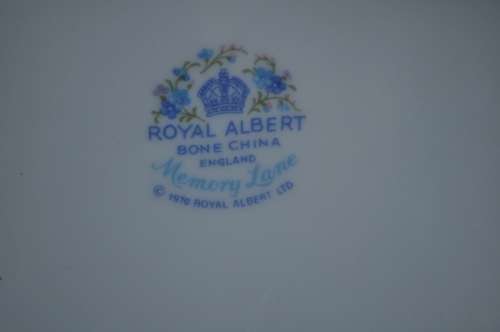 ROYAL ALBERT
BONE CHINA
ENGLAND
Memory Lane
© 1970 ROYAL ALBERT LTD